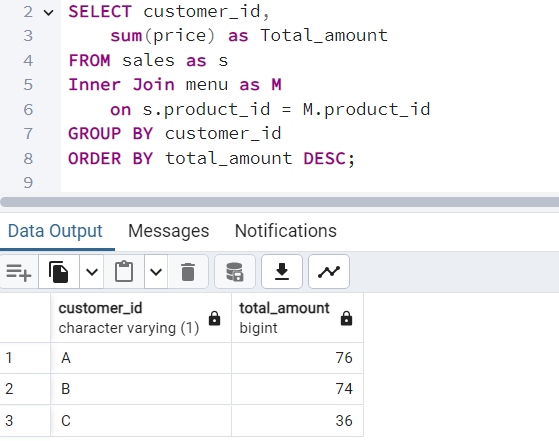 2 SELECT customer_id,
3 sum(price) as Total_amount
4 FROM sales as s
5 Inner Join menu as M
6 on s.product_id = M.product_id
7 GROUP BY customer_id
8 ORDER BY total_amount DESC;
9
Data Output Messages Notifications
customer_id total_amount
character varying (1) bigint
1 A 76
2 B 74
3 C 36